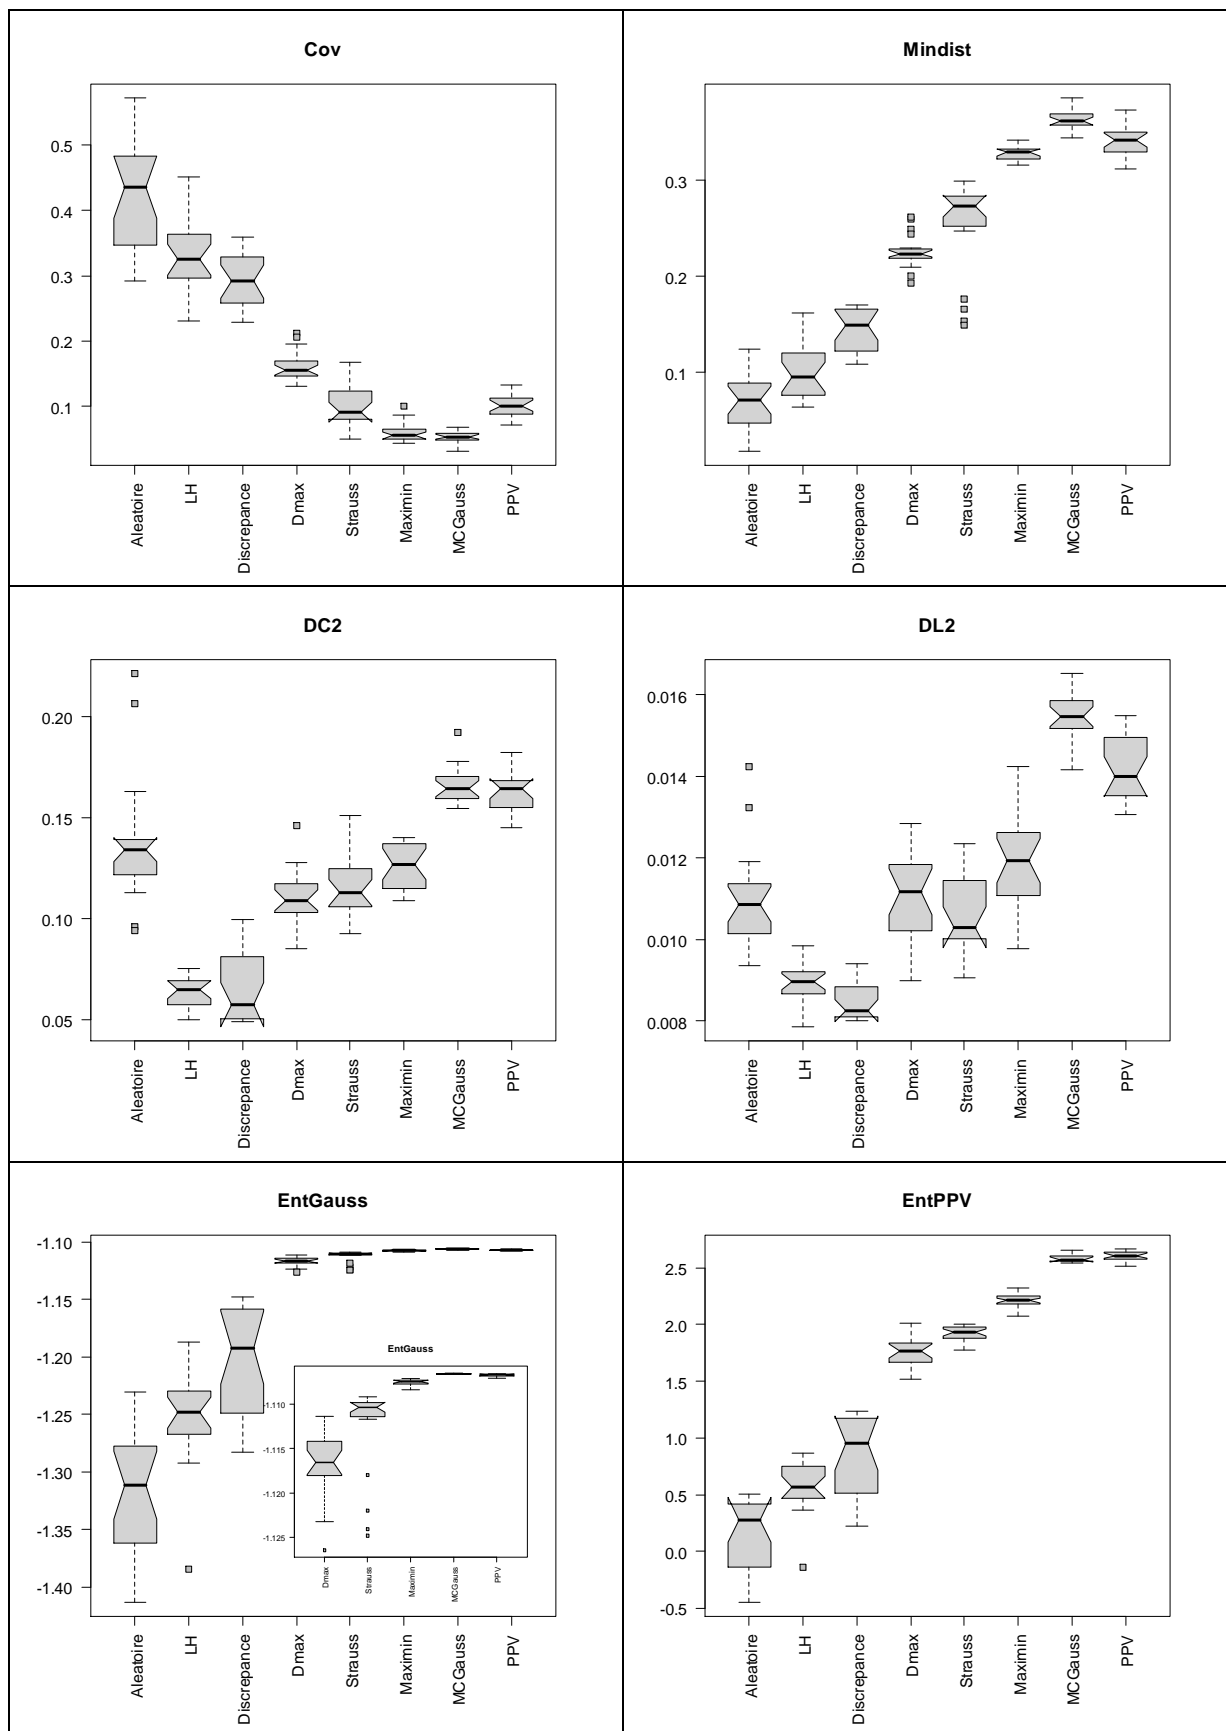 Cov
0.5
0.4
0.3
0.2
0.1
Aleatoire
LH
Discrepance
Dmax
Strauss
Maximin
MCGauss
PPV
Mindist
0.3
0.2
0.1
Aleatoire
LH
Discrepance
Dmax
Strauss
Maximin
MCGauss
PPV
DC2
0.20
0.15
0.10
0.05
Aleatoire
LH
Discrepance
Dmax
Strauss
Maximin
MCGauss
PPV
DL2
0.016
0.014
0.012
0.010
0.008
Aleatoire
LH
Discrepance
Dmax
Strauss
Maximin
MCGauss
PPV
EntGauss
-1.10
-1.15
-1.20
-1.25
-1.30
-1.35
-1.40
Aleatoire
LH
Discrepance
Dmax
Strauss
Maximin
MCGauss
PPV
EntGauss
-1.110
-1.115
-1.120
-1.125
Dmax
Strauss
Maximin
MCGauss
PPV
EntPPV
2.5
2.0
1.5
1.0
0.5
0.0
-0.5
Aleatoire
LH
Discrepance
Dmax
Strauss
Maximin
MCGauss
PPV